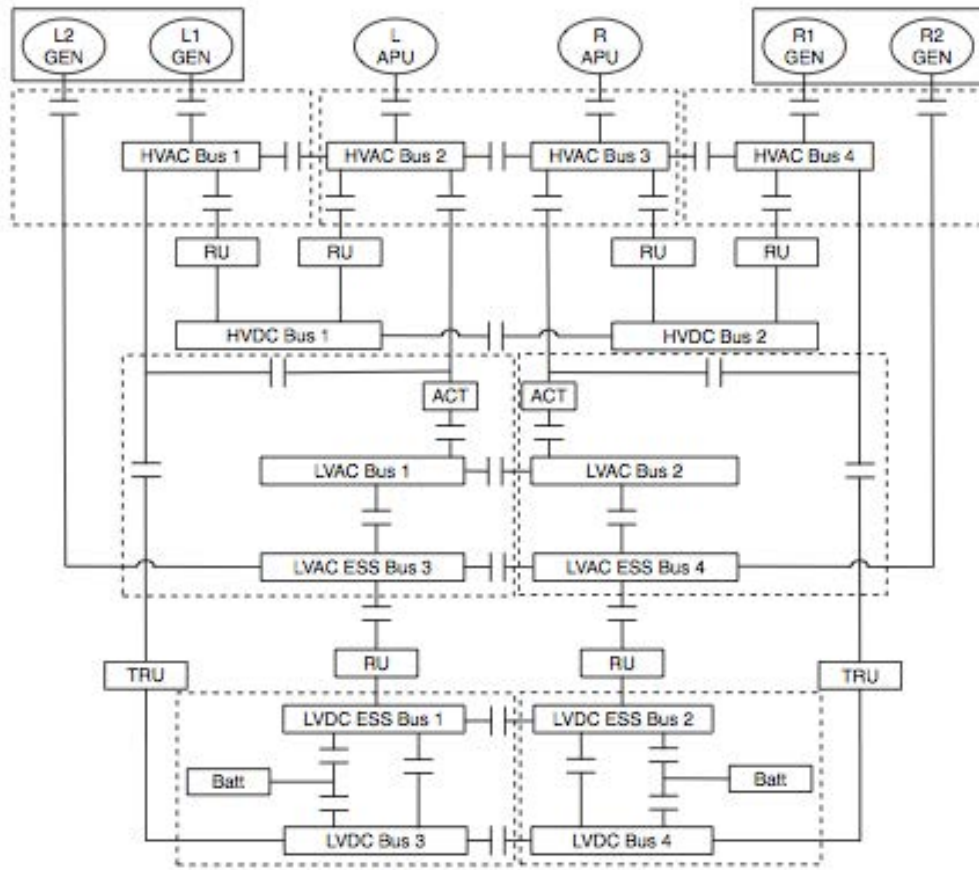 L2
GEN
L1
GEN
L
APU
R
APU
R1
GEN
R2
GEN
HVAC Bus 1
HVAC Bus 2
HVAC Bus 3
HVAC Bus 4
RU
RU
RU
RU
HVDC Bus 1
HVDC Bus 2
ACT
ACT
LVAC Bus 1
LVAC Bus 2
LVAC ESS Bus 3
LVAC ESS Bus 4
TRU
RU
RU
TRU
LVDC ESS Bus 1
LVDC ESS Bus 2
Batt
Batt
LVDC Bus 3
LVDC Bus 4